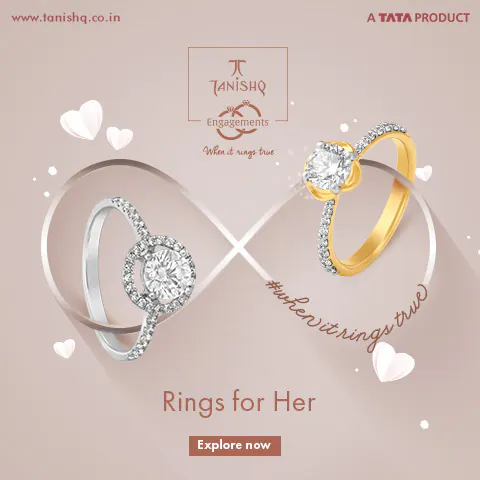 www.tanishq.co.in
A TATA PRODUCT
TANISHQ
Engagements
When it rings true
#whenitringstrue
Rings for Her
Explore now